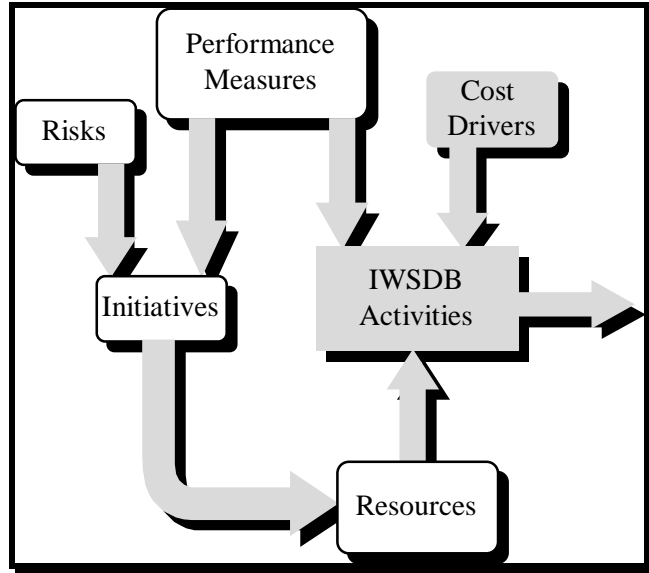 Performance
Measures
Cost
Drivers
Risks
IWSDB
Activities
Initiatives
Resources